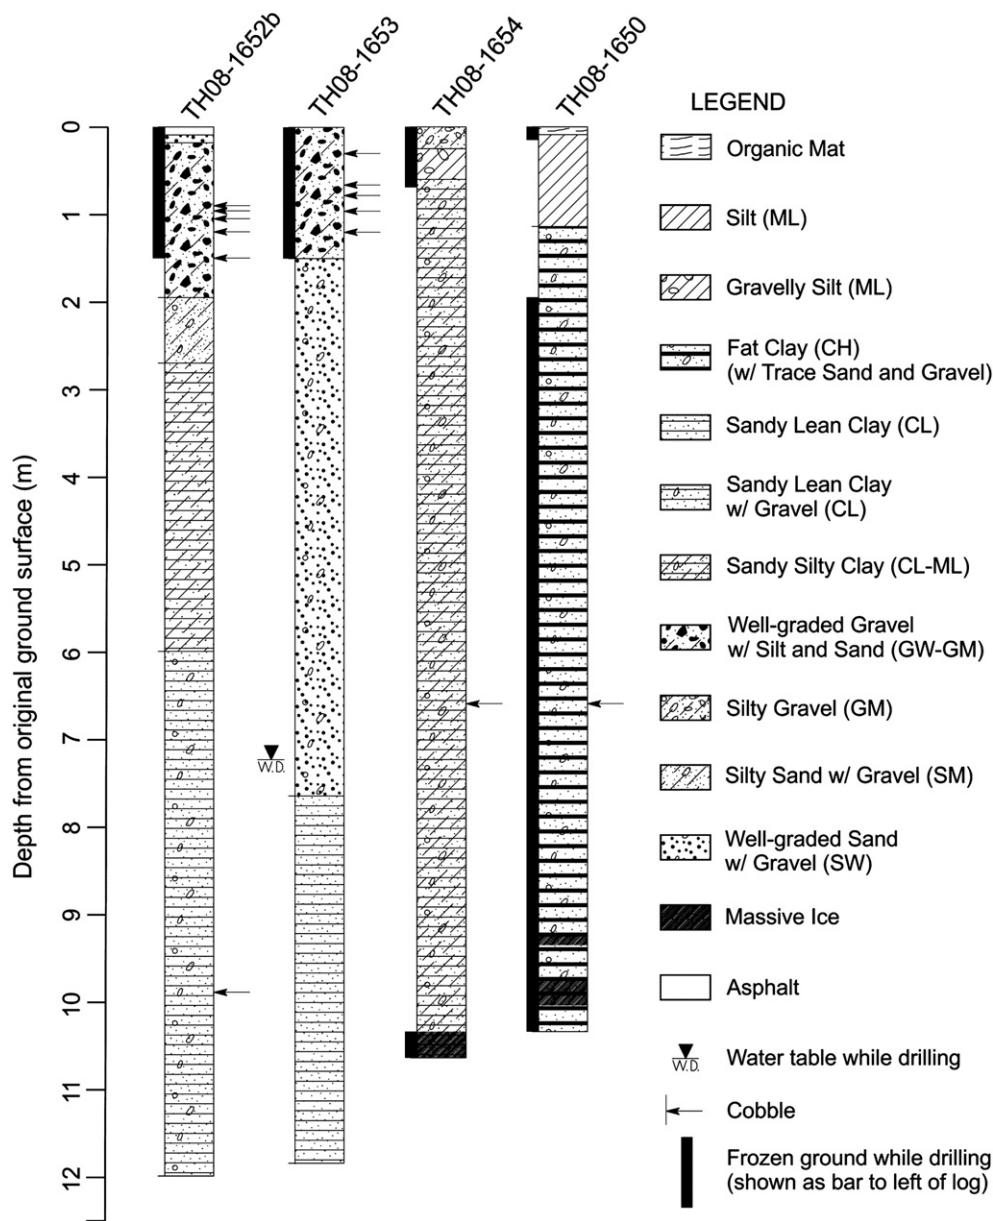 TH08-1652b
TH08-1653
TH08-1654
TH08-1650
Depth from original ground surface (m)
0
1
2
3
4
5
6
7
8
9
10
11
12
W.D.
LEGEND
Organic Mat
Silt (ML)
Gravelly Silt (ML)
Fat Clay (CH)
(w/ Trace Sand and Gravel)
Sandy Lean Clay (CL)
Sandy Lean Clay
w/ Gravel (CL)
Sandy Silty Clay (CL-ML)
Well-graded Gravel
w/ Silt and Sand (GW-GM)
Silty Gravel (GM)
Silty Sand w/ Gravel (SM)
Well-graded Sand
w/ Gravel (SW)
Massive Ice
Asphalt
W.D.
Water table while drilling
Cobble
Frozen ground while drilling
(shown as bar to left of log)